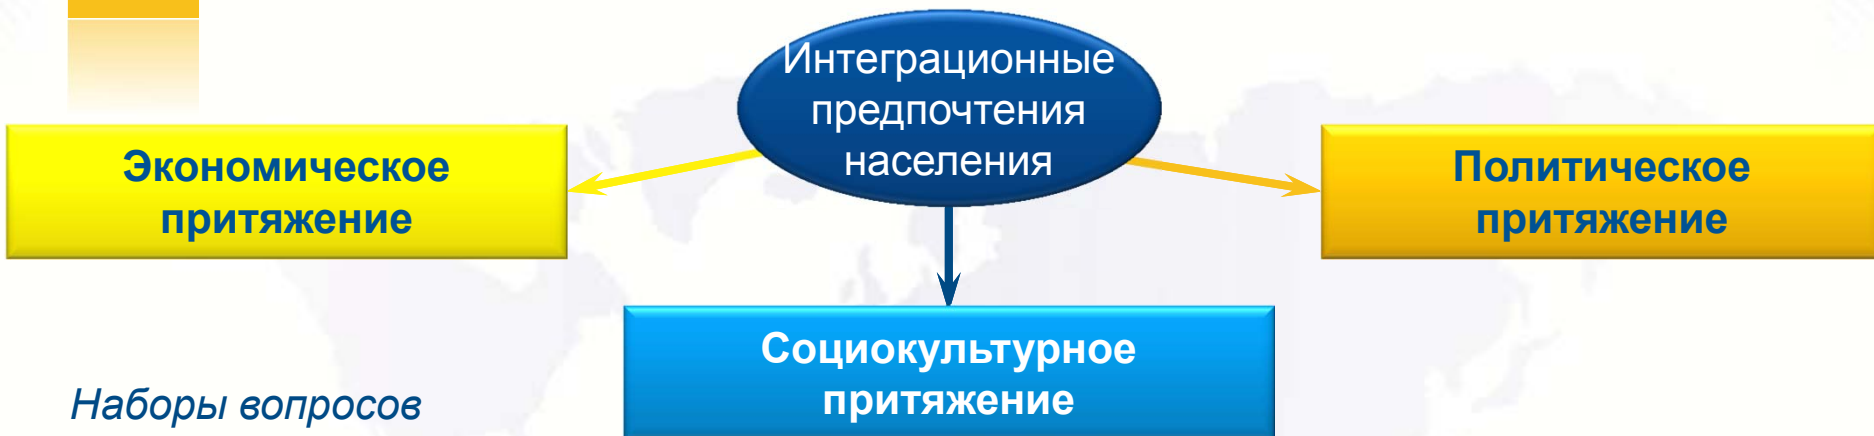 Интеграционные
предпочтения
населения
Экономическое
притяжение
Политическое
притяжение
Социокультурное
притяжение
Наборы вопросов